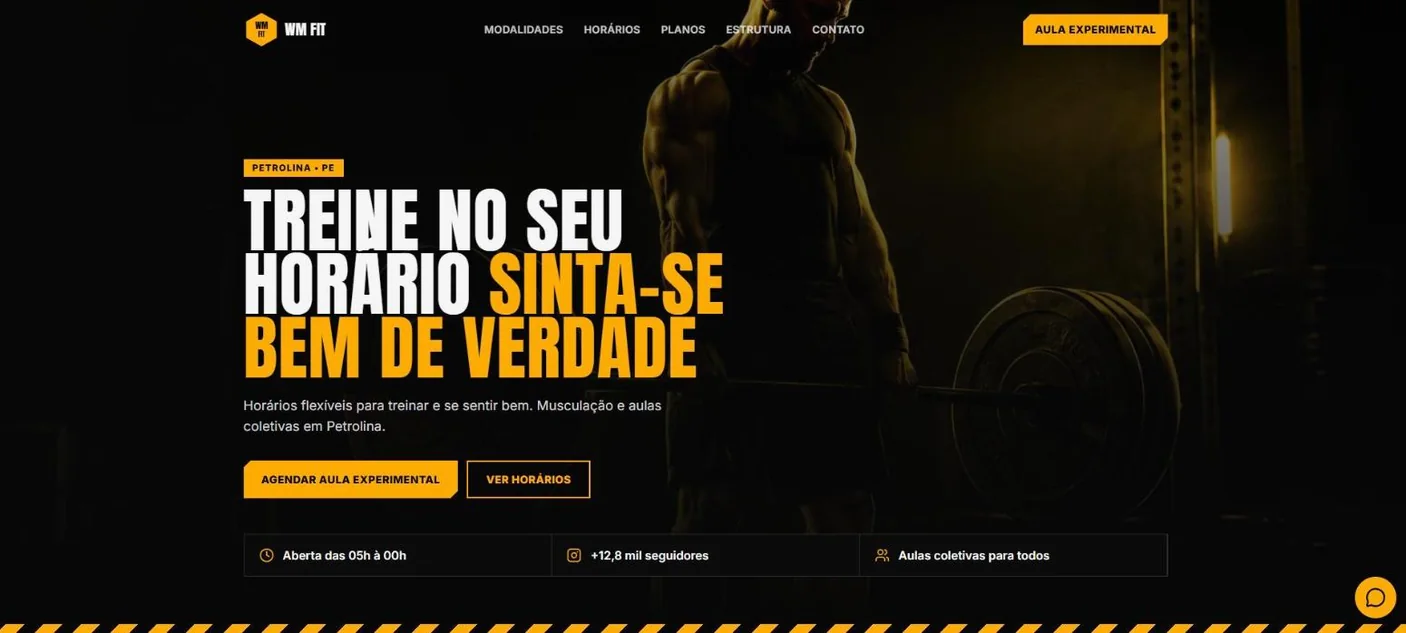 WM
FIT
WM FIT
MODALIDADES HORÁRIOS PLANOS ESTRUTURA CONTATO
AULA EXPERIMENTAL
PETROLINA • PE
TREINE NO SEU
HORÁRIO SINTA-SE
BEM DE VERDADE
Horários flexíveis para treinar e se sentir bem. Musculação e aulas
coletivas em Petrolina.
AGENDAR AULA EXPERIMENTAL
VER HORÁRIOS
Aberta das 05h à 00h
+12,8 mil seguidores
Aulas coletivas para todos